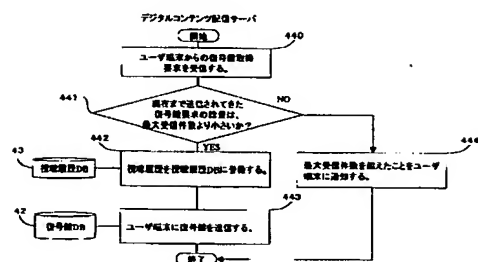 デジタルコンテンツ配信サーバ
開始
440
ユーザ端末からの復号鍵取得
要求を受信する。
441
現在まで送信されてきた
復号鍵要求の件数は、
最大受信件数より小さいか?
NO
YES
442
43
視聴履歴DB
視聴履歴を視聴履歴DBに登録する。
444
最大受信件数を超えたことをユーザ
端末に通知する。
42
復号鍵DB
443
ユーザ端末に復号鍵を送信する。
終了